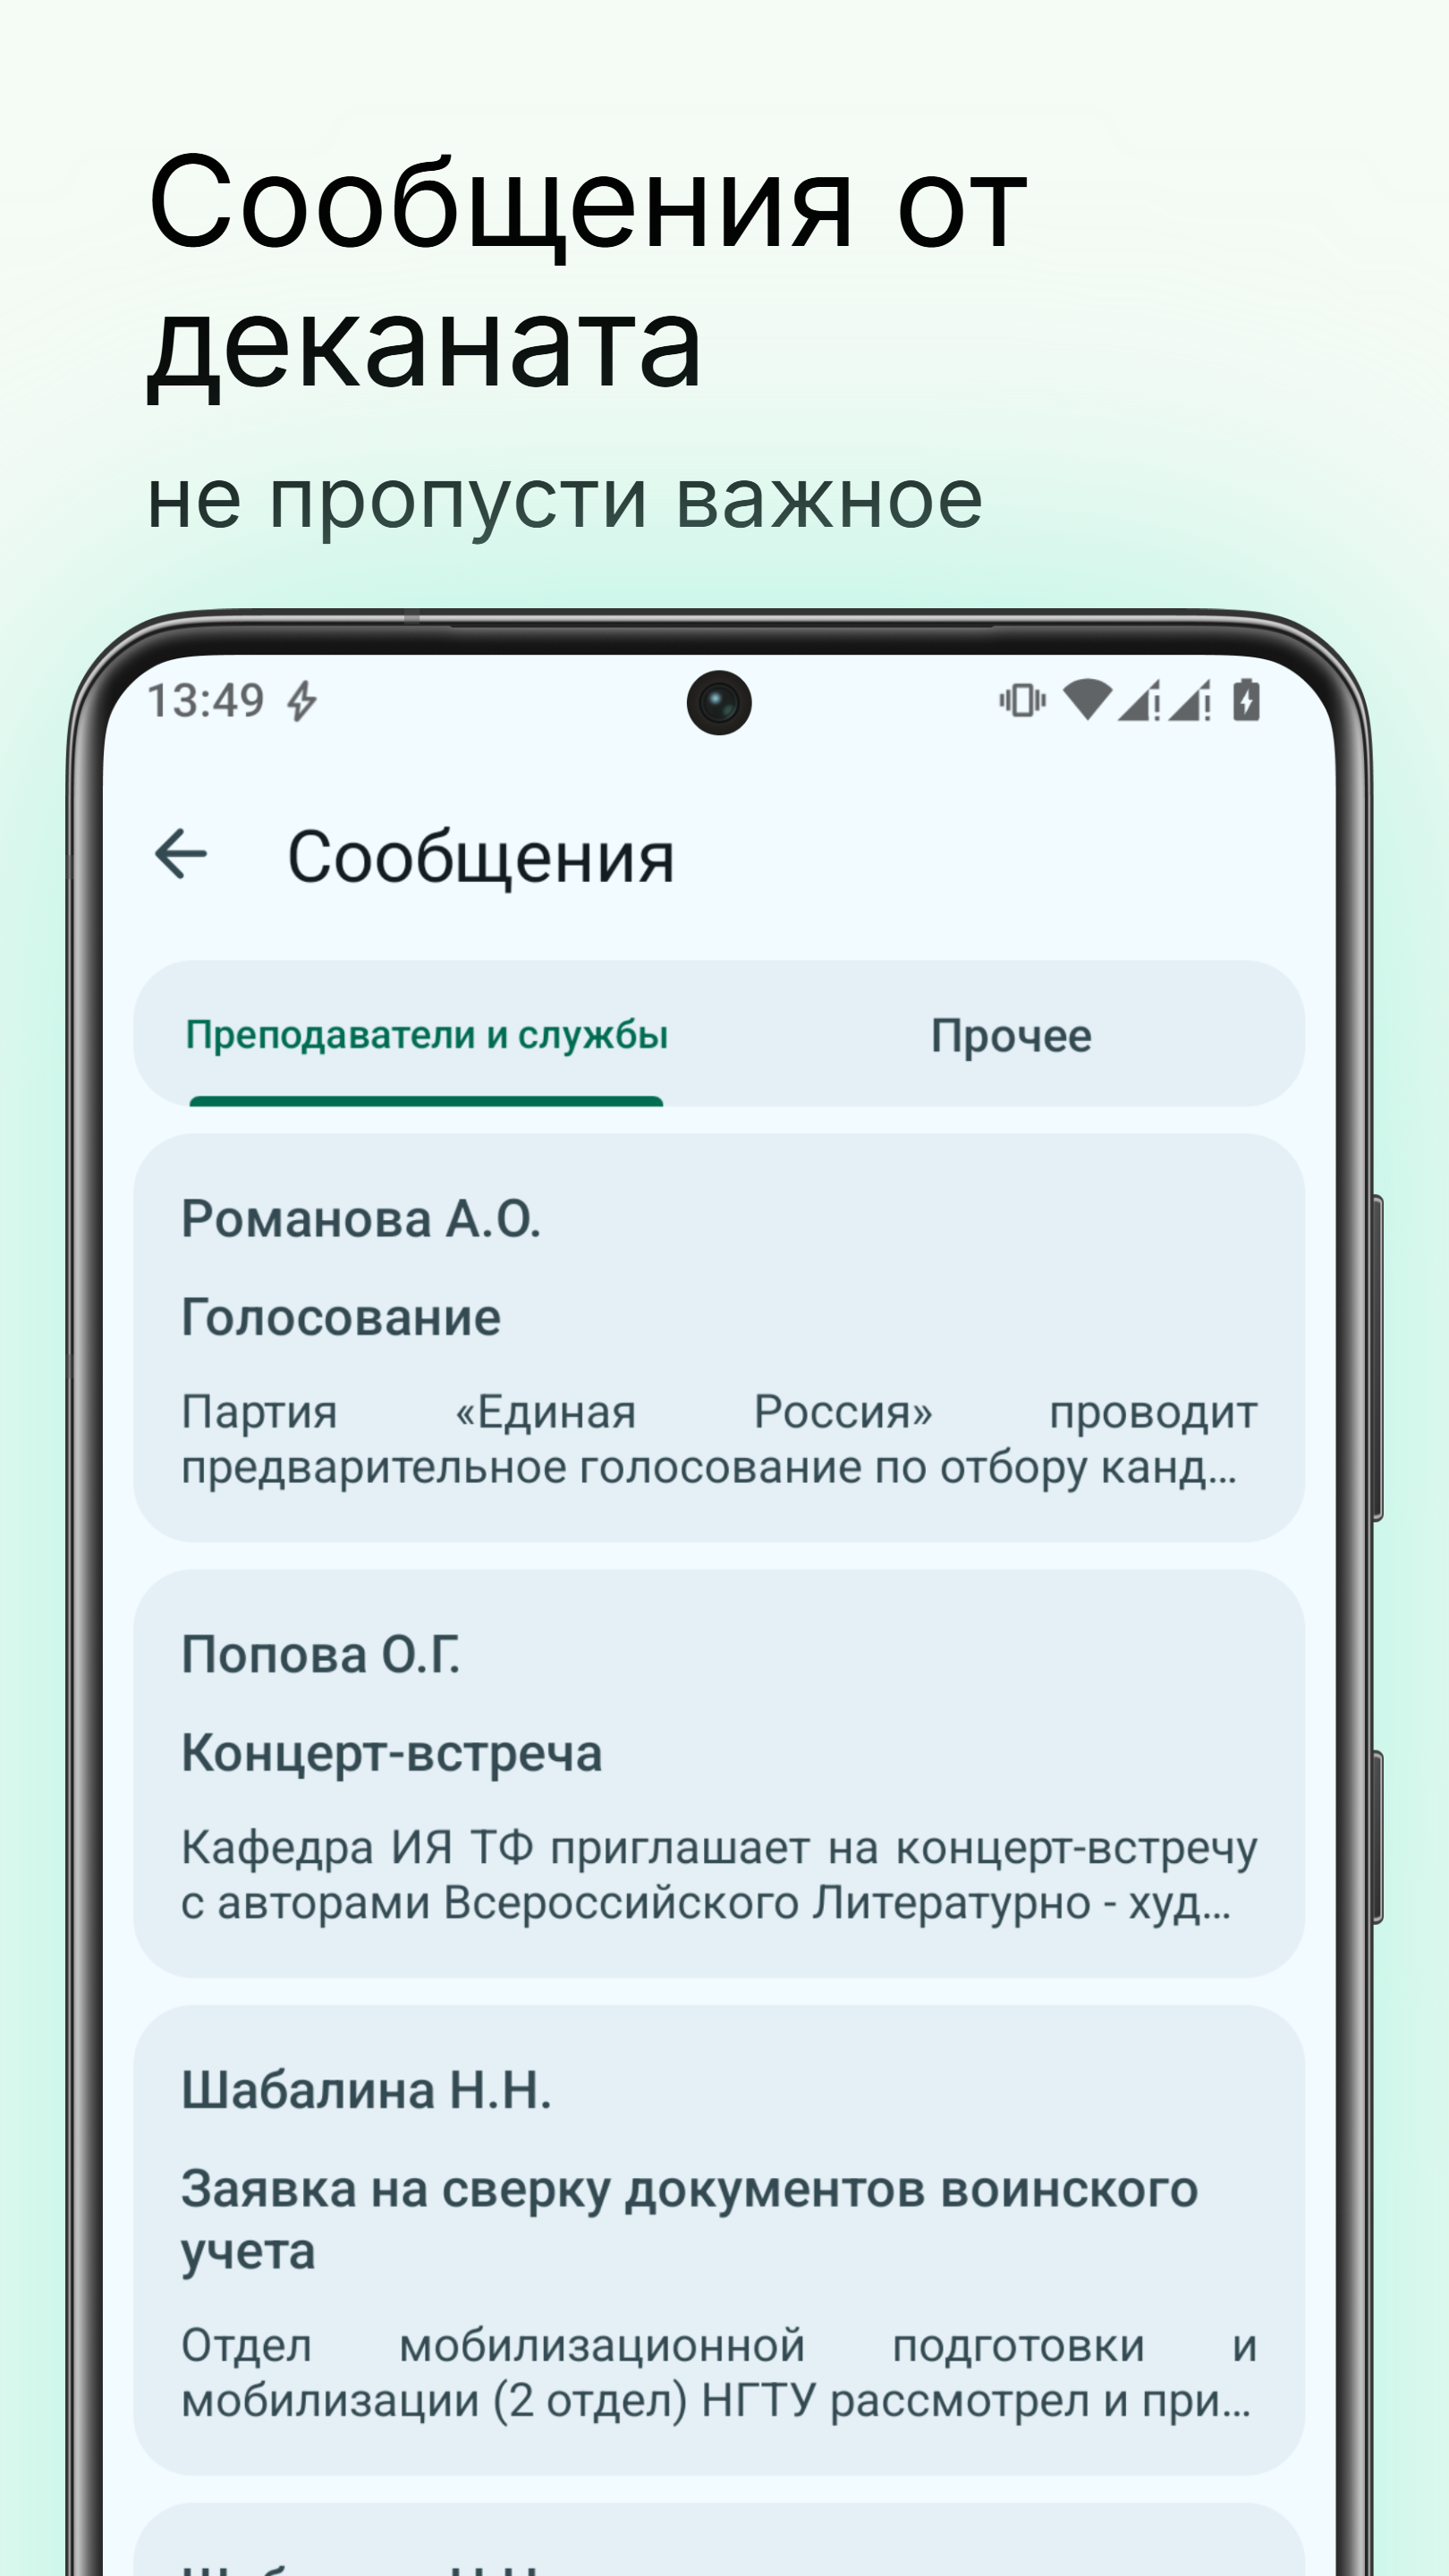 Сообщения от
деканата
не пропусти важное
13:49
Сообщения
Преподаватели и службы
Прочее
Романова А.О.
Голосование
Партия «Единая Россия» проводит
предварительное голосование по отбору канд...
Попова О.Г.
Концерт-встреча
Кафедра ИЯ ТФ приглашает на концерт-встречу
с авторами Всероссийского Литературно - худ...
Шабалина Н.Н.
Заявка на сверку документов воинского
учета
Отдел мобилизационной подготовки и
мобилизации (2 отдел) НГТУ рассмотрел и при...